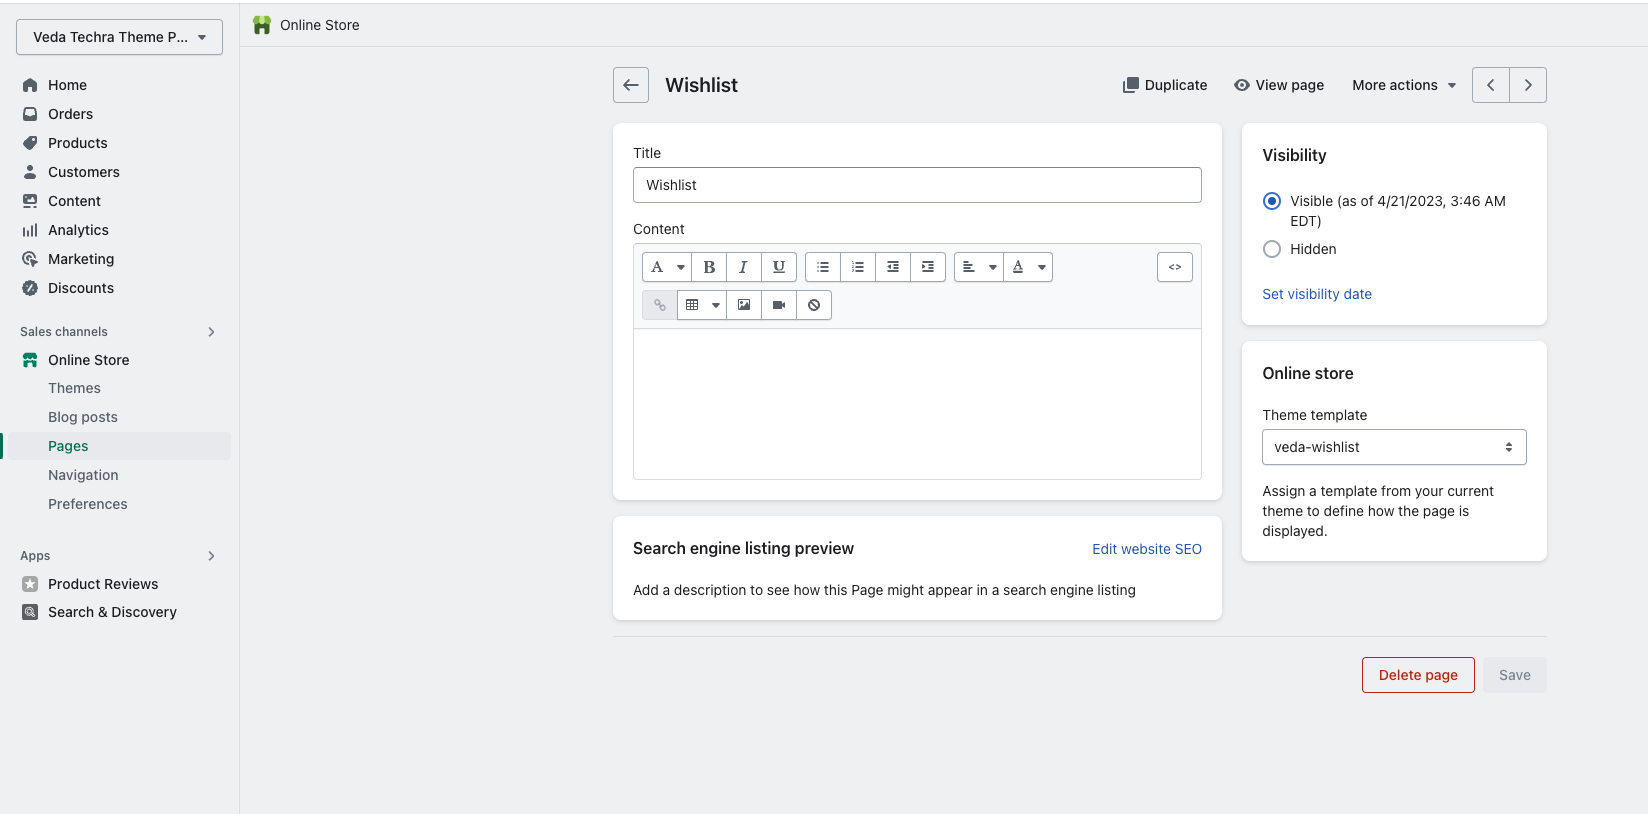 Veda Techra Theme P...
Home
Orders
Products
Customers
Content
Analytics
Marketing
Discounts
Sales channels
Online Store
Themes
Blog posts
Pages
Navigation
Preferences
Apps
Product Reviews
Search & Discovery
Online Store
Wishlist
Duplicate
View page
More actions
Title
Wishlist
Content
A B I U A <>
Search engine listing preview
Edit website SEO
Add a description to see how this Page might appear in a search engine listing
Visibility
Visible (as of 4/21/2023, 3:46 AM
EDT)
Hidden
Set visibility date
Online store
Theme template
veda-wishlist
Assign a template from your current
theme to define how the page is
displayed.
Delete page
Save